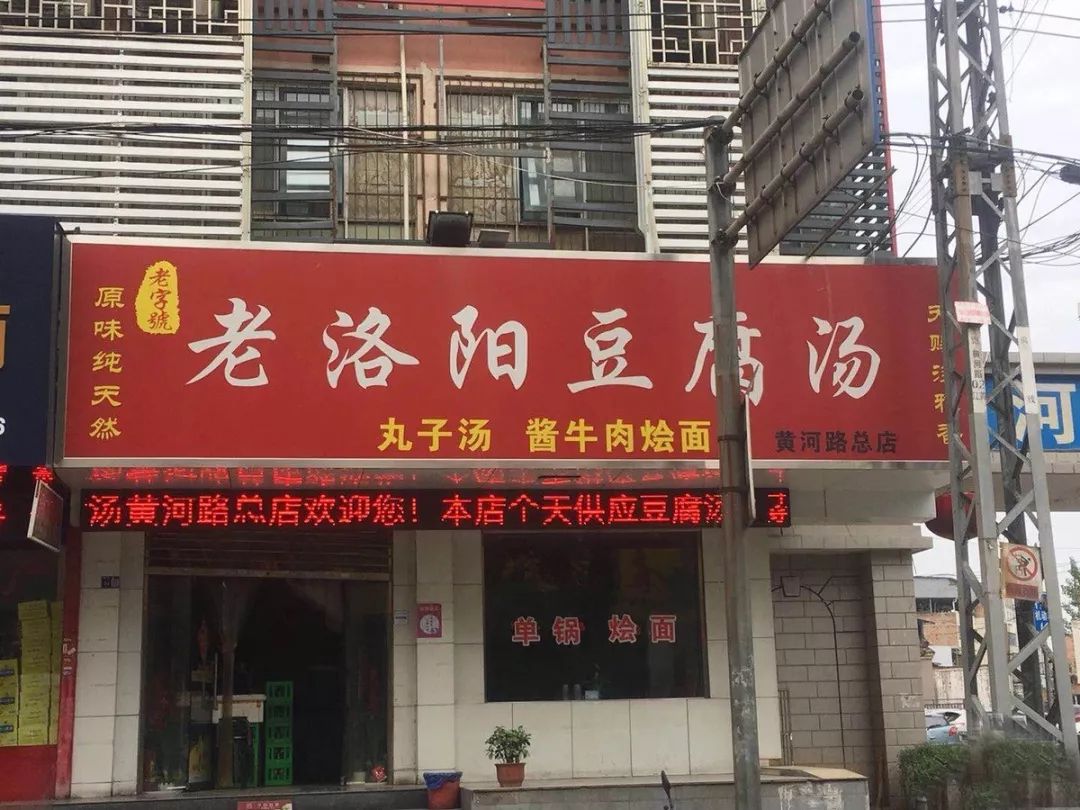 老字號
原味纯天然
老洛阳豆腐汤
丸子汤 酱牛肉烩面
黄河路总店
汤黄河路总店欢迎您！本店个天供应豆腐汤
单锅 烩面
河